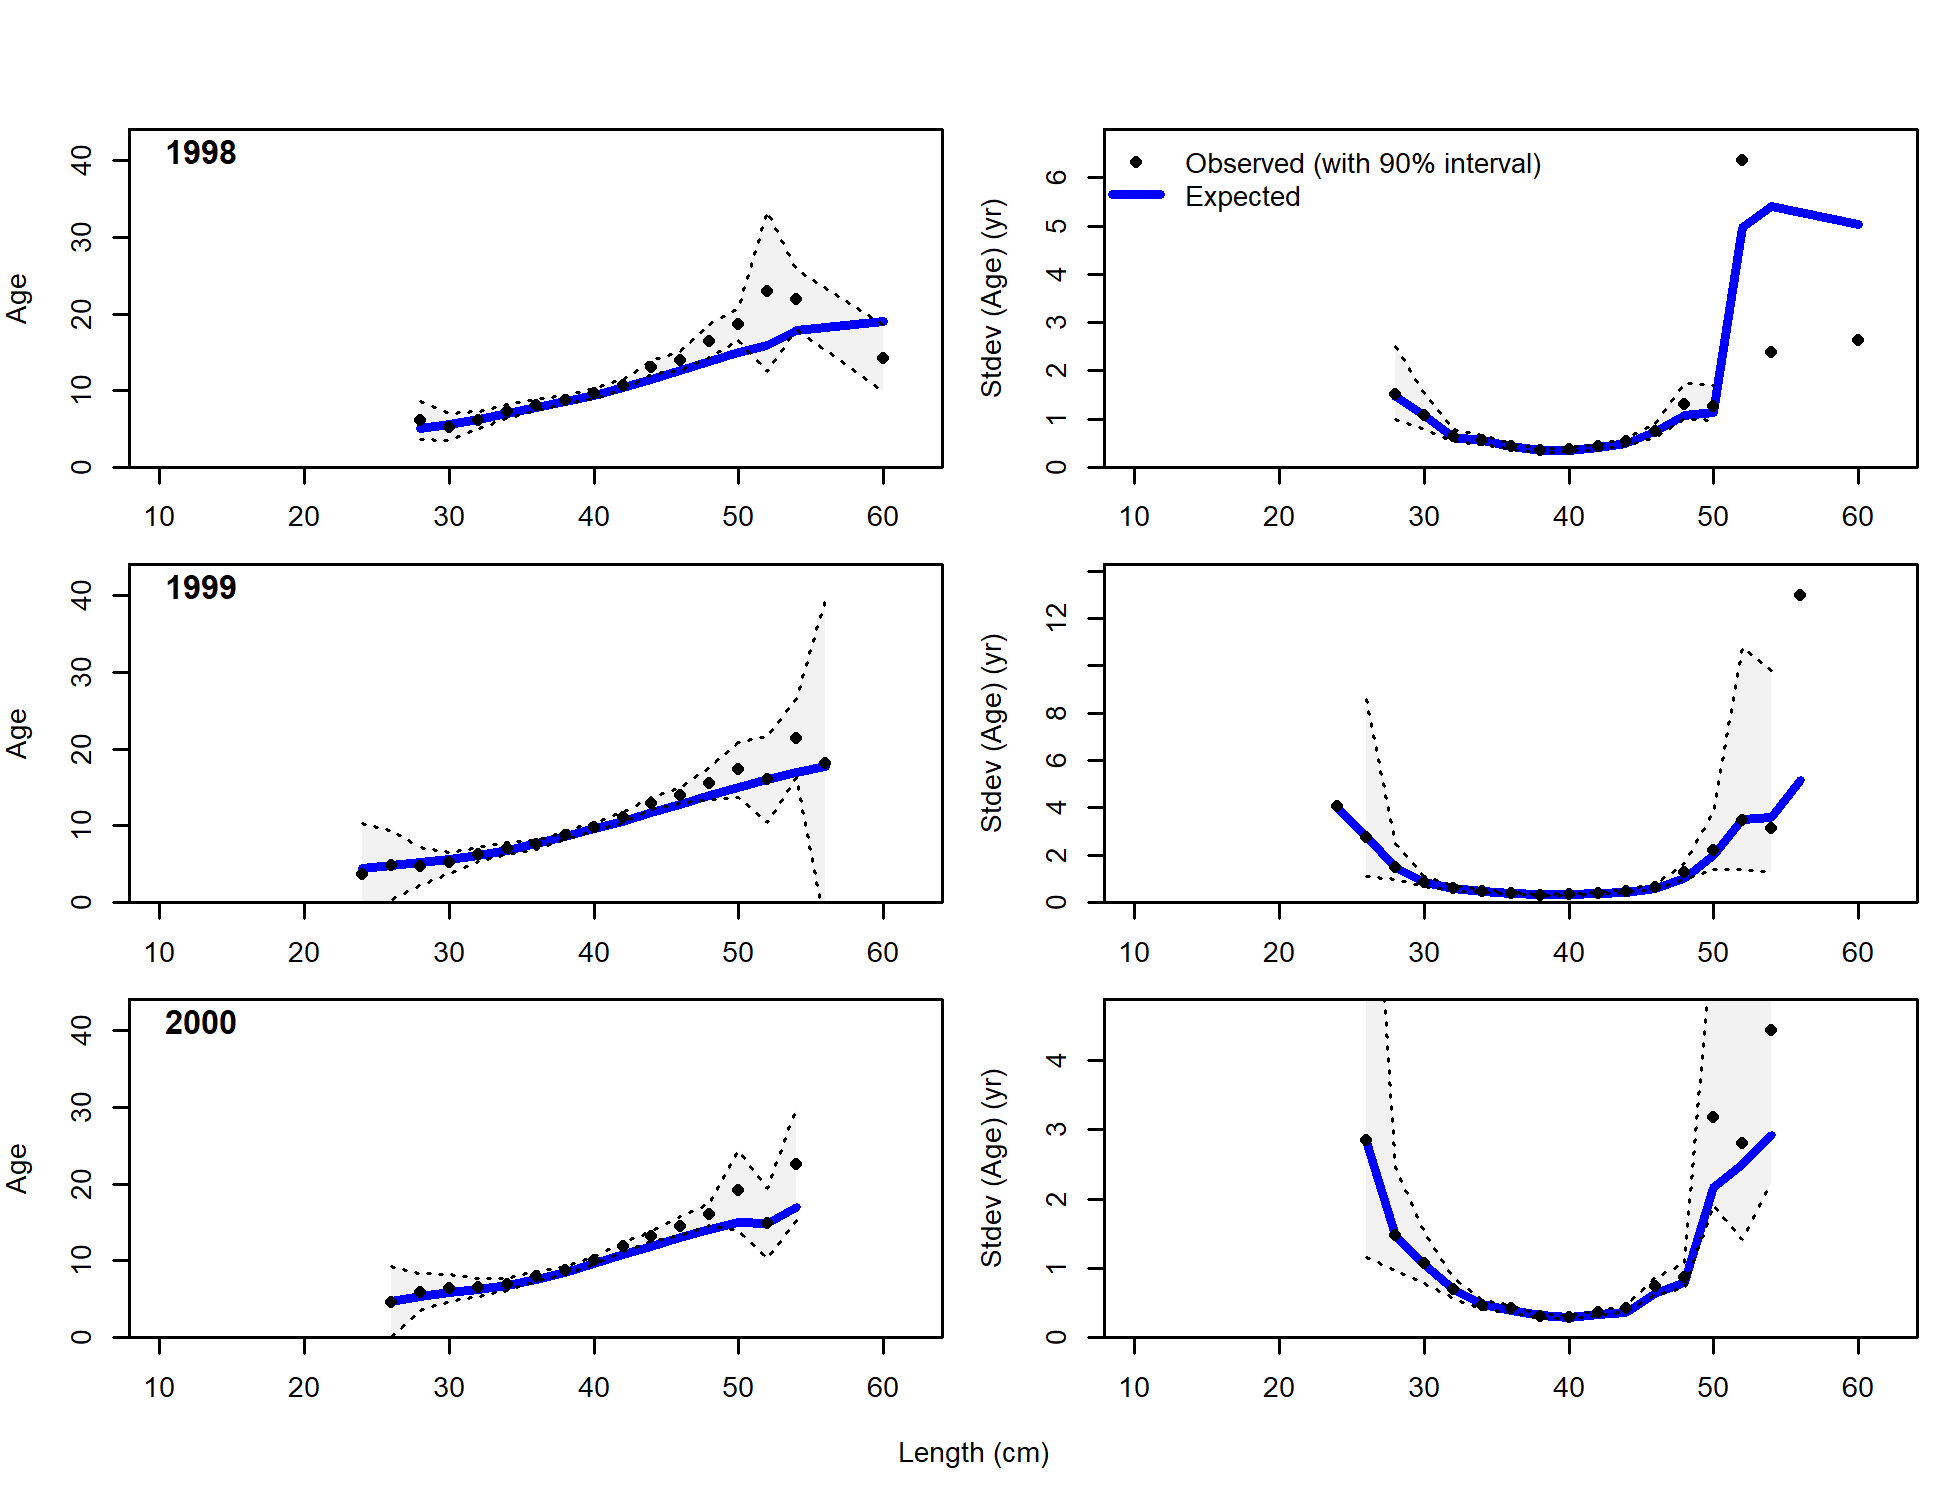 1998
Age
0 10 20 30 40
10 20 30 40 50 60
Observed (with 90% interval)
Expected
Stdev (Age) (yr)
0 1 2 3 4 5 6
10 20 30 40 50 60
1999
Age
0 10 20 30 40
10 20 30 40 50 60
Stdev (Age) (yr)
0 2 4 6 8 12
10 20 30 40 50 60
2000
Age
0 10 20 30 40
10 20 30 40 50 60
Stdev (Age) (yr)
0 1 2 3 4
10 20 30 40 50 60
Length (cm)